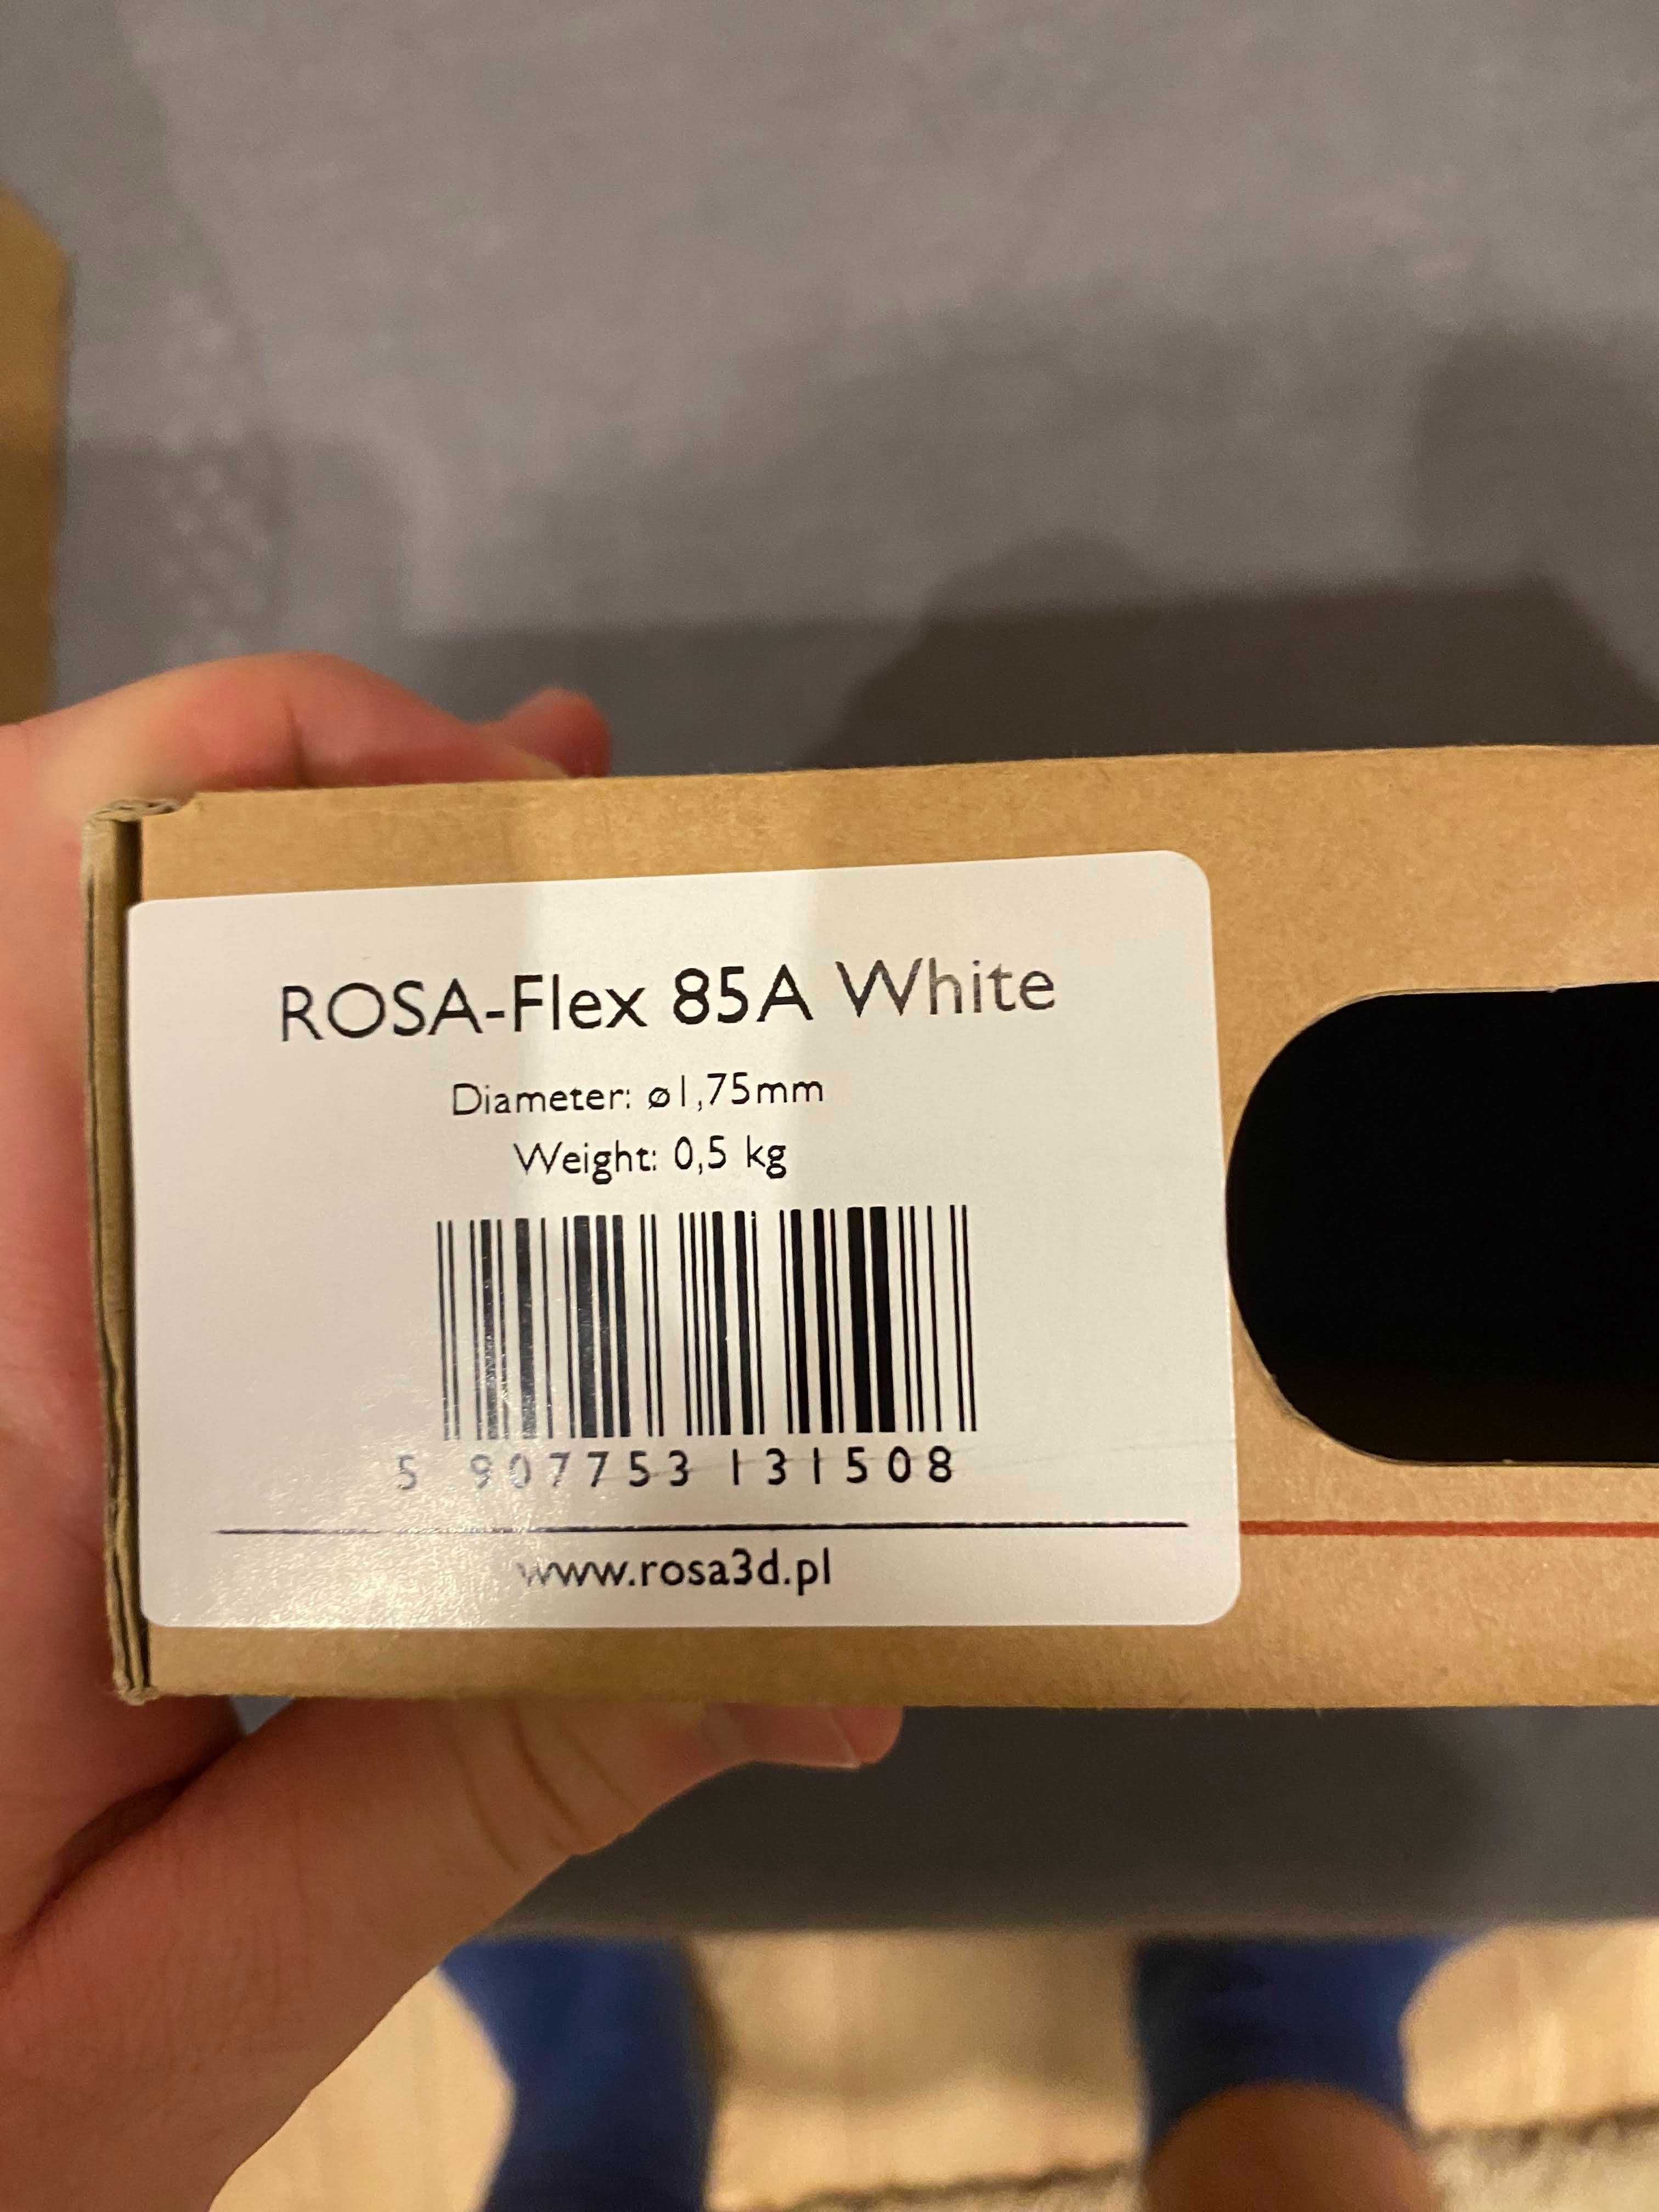 ROSA-Flex 85A White
Diameter: ø1,75mm
Weight: 0,5 kg
5 907753 131508
www.rosa3d.pl